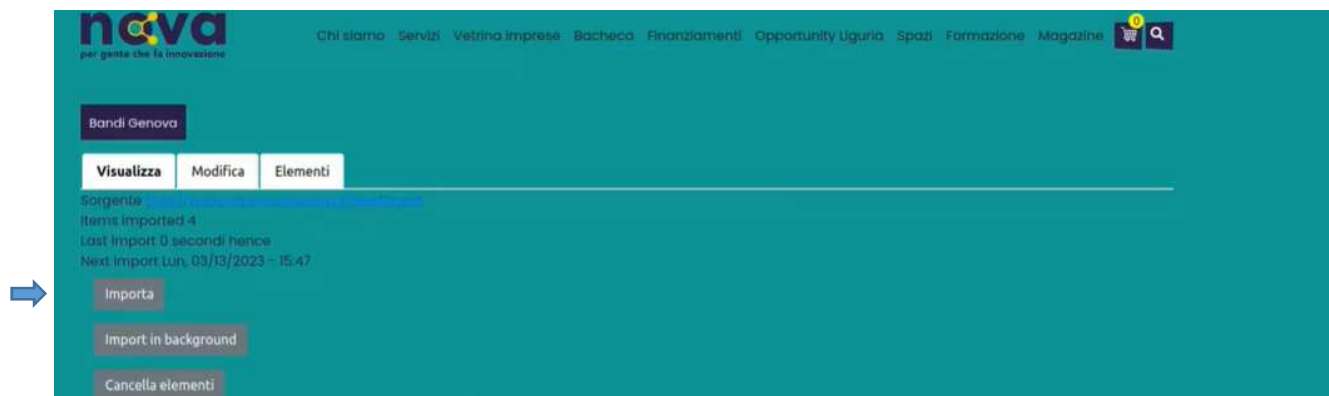 nova
per gente che fa innovazione
Chi siamo Servizi Vetrina Imprese Bacheca Finanziamenti Opportunity Liguria Spazi Formazione Magazine 0
Bandi Genova
Visualizza Modifica Elementi
Sorgente
Items imported 4
Last import 0 secondi hence
Next import Lun, 03/13/2023 - 15:47
Importa
Import in background
Cancella elementi